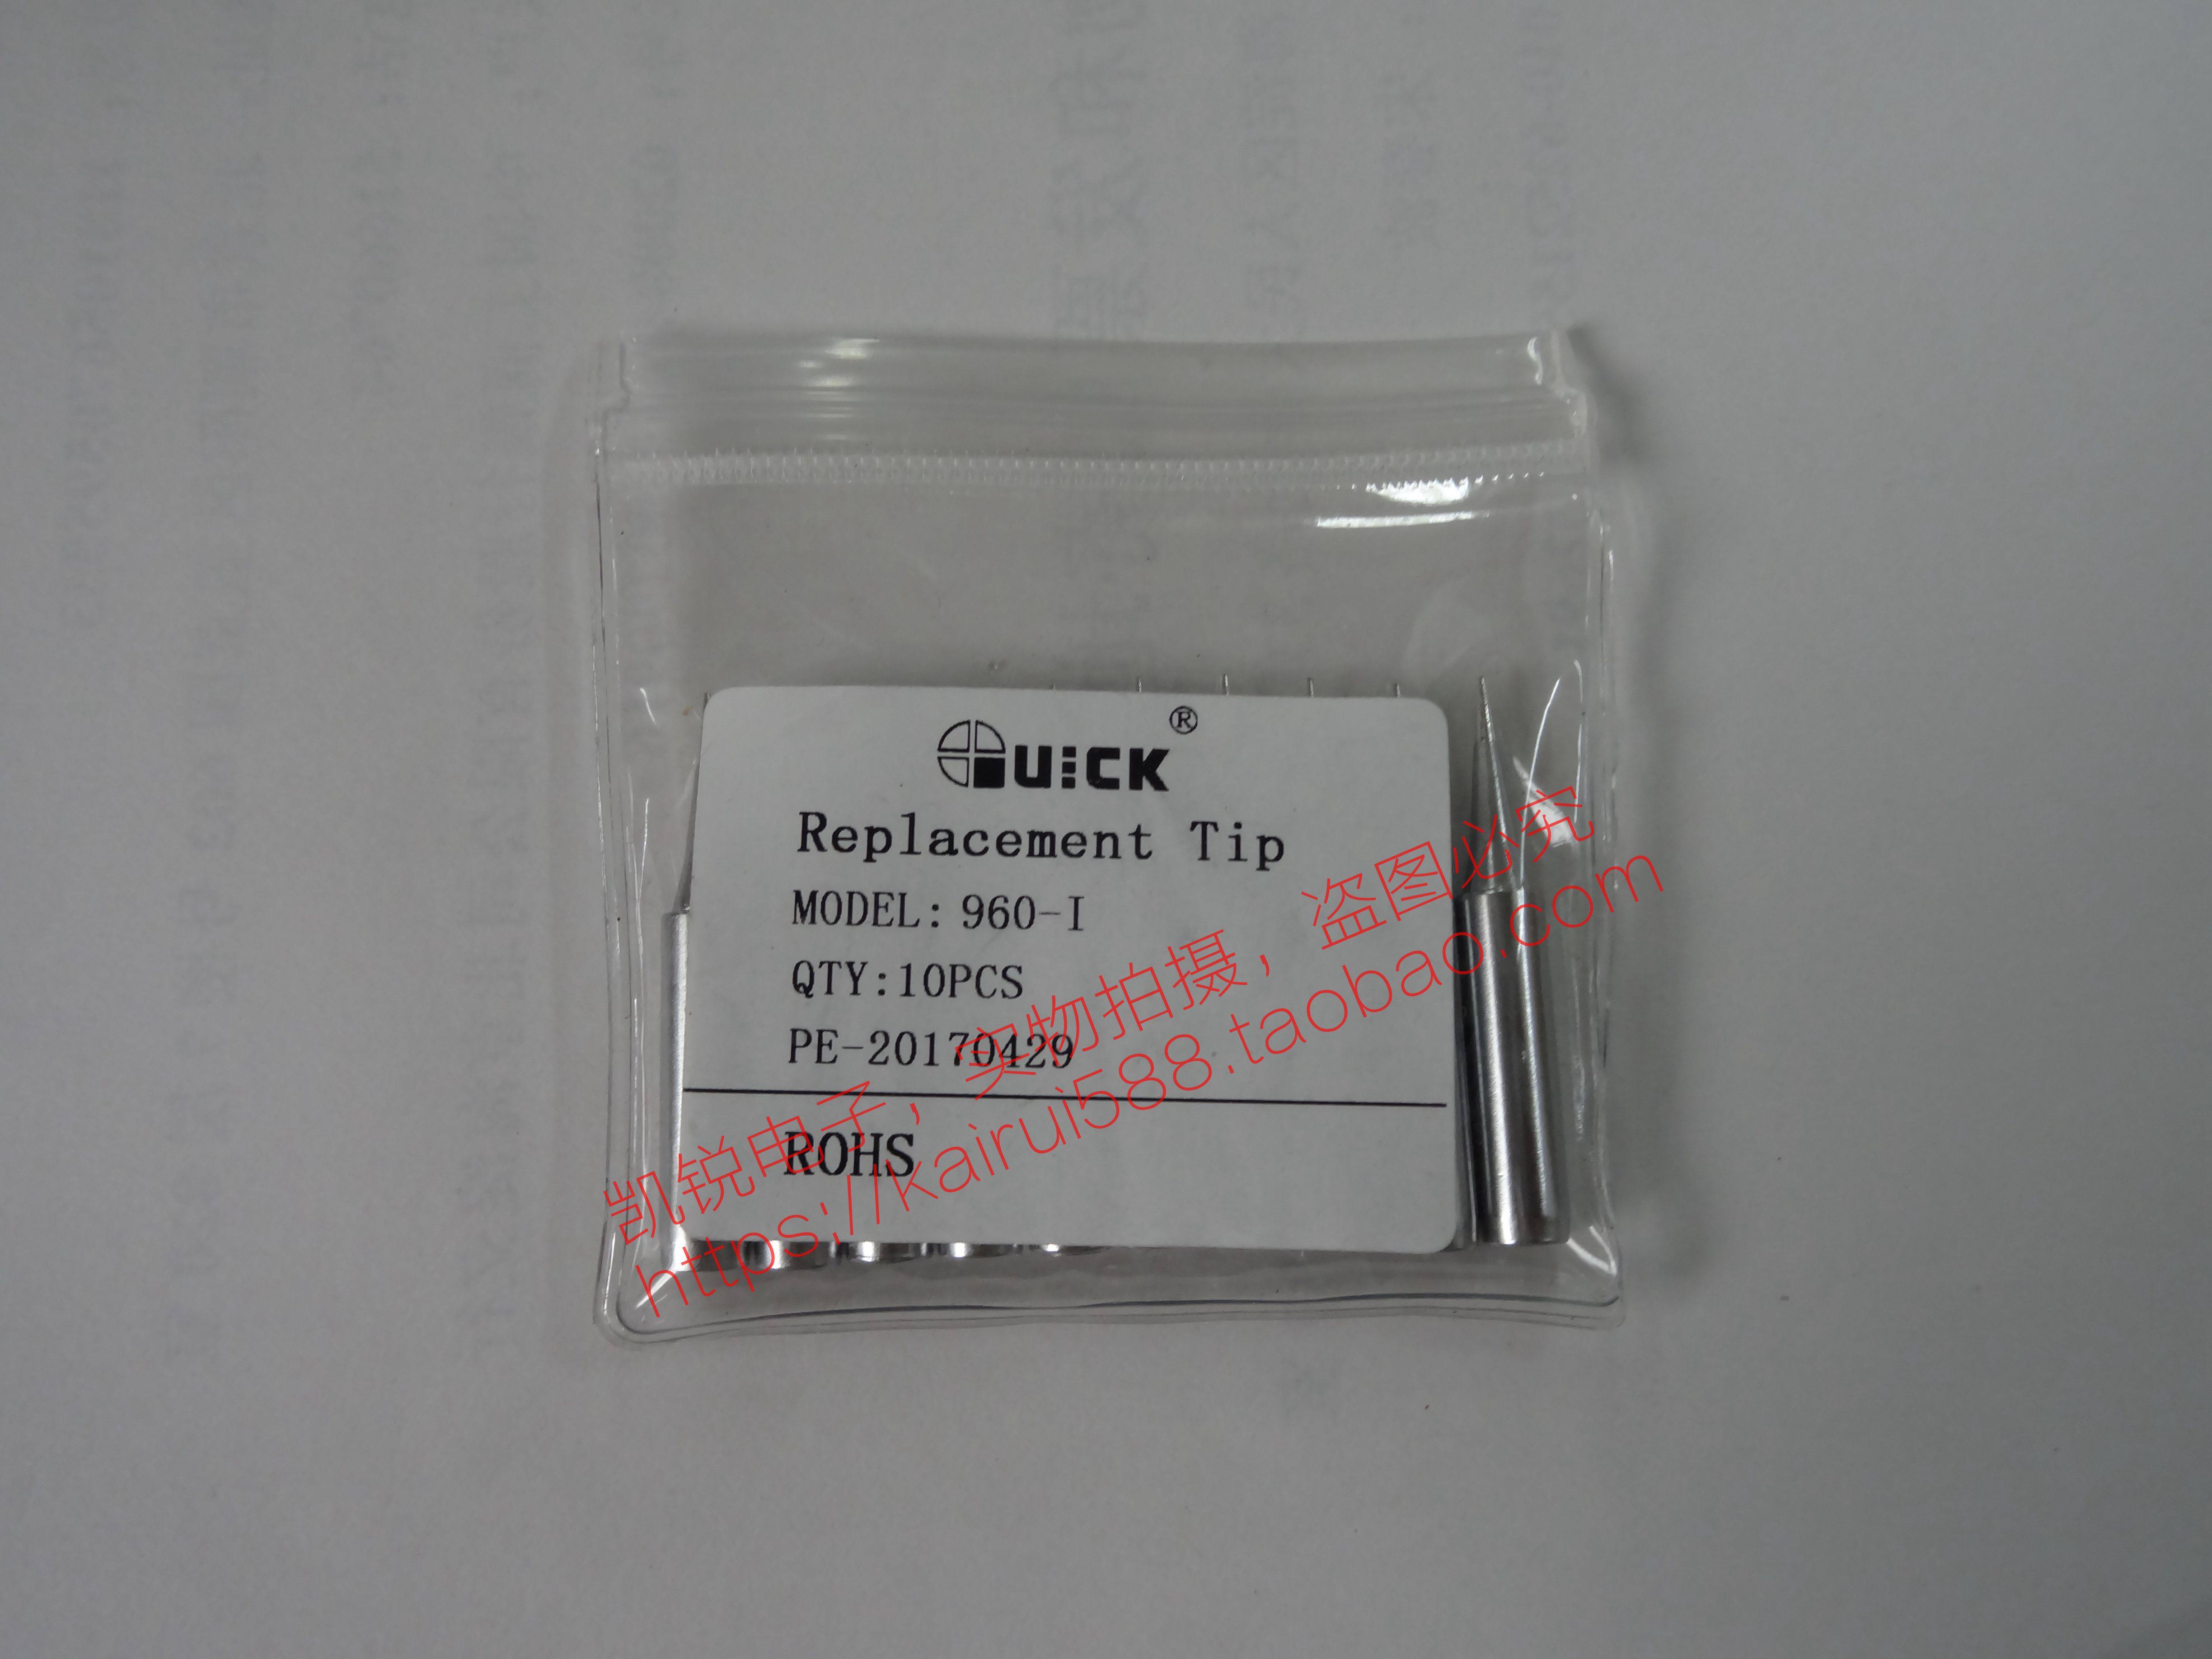 QUiCK®
Replacement Tip
MODEL: 960-I
QTY:10PCS
PE-20170429
ROHS
凯锐电子，实物拍摄，盗图必究
https://kairui588.taobao.com